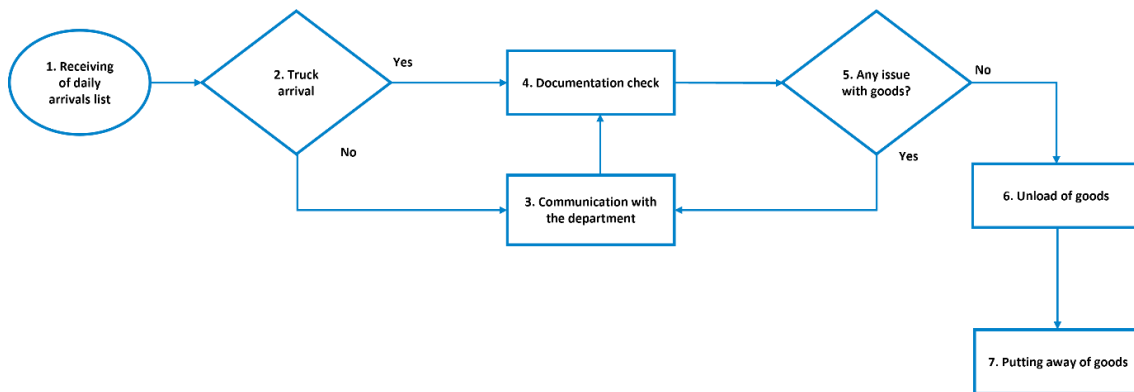 1. Receiving
of daily
arrivals list
2. Truck
arrival
Yes
No
4. Documentation check
3. Communication with
the department
5. Any issue
with goods?
No
Yes
6. Unload of goods
7. Putting away of goods